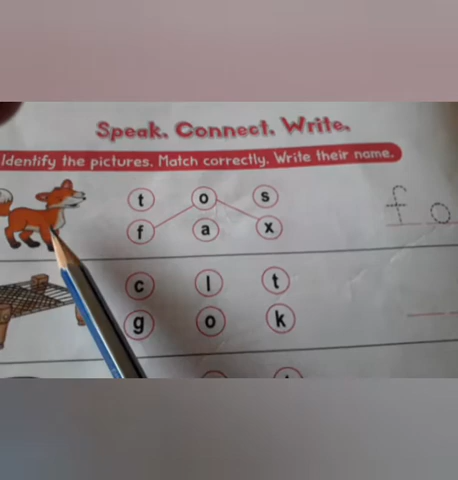 Speak. Connect. Write.
Identify the pictures. Match correctly. Write their name.
t o s
f a x
f o
c l t
g o k